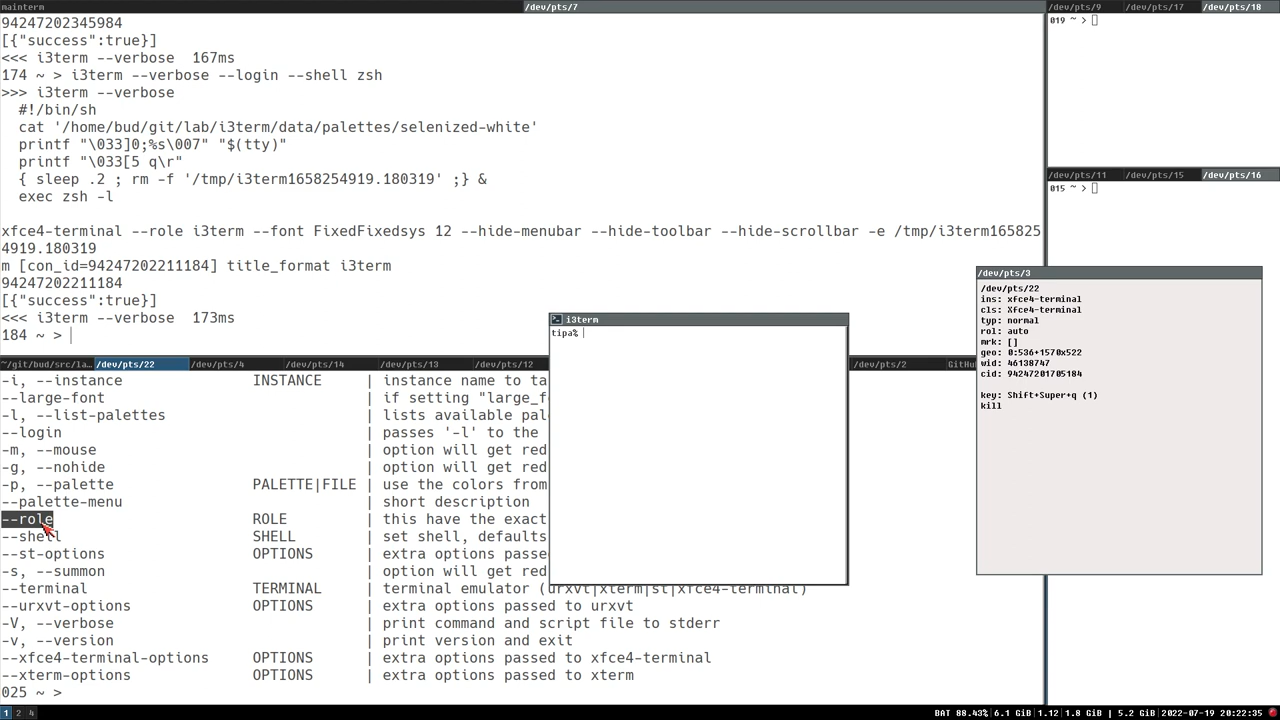 mainterm
/dev/pts/7
94247202345984
[{"success":true}]
<<< i3term --verbose  167ms
174 ~ > i3term --verbose --login --shell zsh
>>> i3term --verbose
#!/bin/sh
cat '/home/bud/git/lab/i3term/data/palettes/selenized-white'
printf "\033]0;%s\007" "$(tty)"
printf "\033[5 q\r"
{ sleep .2 ; rm -f '/tmp/i3term1658254919.180319' ;} &
exec zsh -l
xfce4-terminal --role i3term --font FixedFixedsys 12 --hide-menubar --hide-toolbar --hide-scrollbar -e /tmp/i3term165825
4919.180319
m [con_id=94247202211184] title_format i3term
94247202211184
[{"success":true}]
<<< i3term --verbose  173ms
184 ~ >
~/git/bud/src/la... /dev/pts/22 /dev/pts/4 /dev/pts/14 /dev/pts/13 /dev/pts/12 /dev/pts/2 GitHu
-i, --instance INSTANCE | instance name to ta
--large-font | if setting "large_f
-l, --list-palettes | lists available pal
--login | passes '-l' to the
-m, --mouse | option will get red
-g, --nohide | option will get red
-p, --palette PALETTE|FILE | use the colors from
--palette-menu | short description
--role ROLE | this have the exact
--shell SHELL | set shell, defaults
--st-options OPTIONS | extra options passe
-s, --summon | option will get red
--terminal TERMINAL | terminal emulator (urxvt|xterm|st|xfce4-terminal)
--urxvt-options OPTIONS | extra options passed to urxvt
-V, --verbose | print command and script file to stderr
-v, --version | print version and exit
--xfce4-terminal-options OPTIONS | extra options passed to xfce4-terminal
--xterm-options OPTIONS | extra options passed to xterm
025 ~ >
i3term
tipa%
/dev/pts/9 /dev/pts/17 /dev/pts/18
019 ~ >
/dev/pts/11 /dev/pts/15 /dev/pts/16
015 ~ >
/dev/pts/3
/dev/pts/22
ins: xfce4-terminal
cls: Xfce4-terminal
typ: normal
rol: auto
mrk: []
geo: 0:536+1570x522
wid: 46138747
cid: 94247201705184
key: Shift+Super+q (1)
kill
1 2 4
BAT 88.43% | 6.1 GiB | 1.12 | 1.8 GiB | 5.2 GiB | 2022-07-19 20:22:35